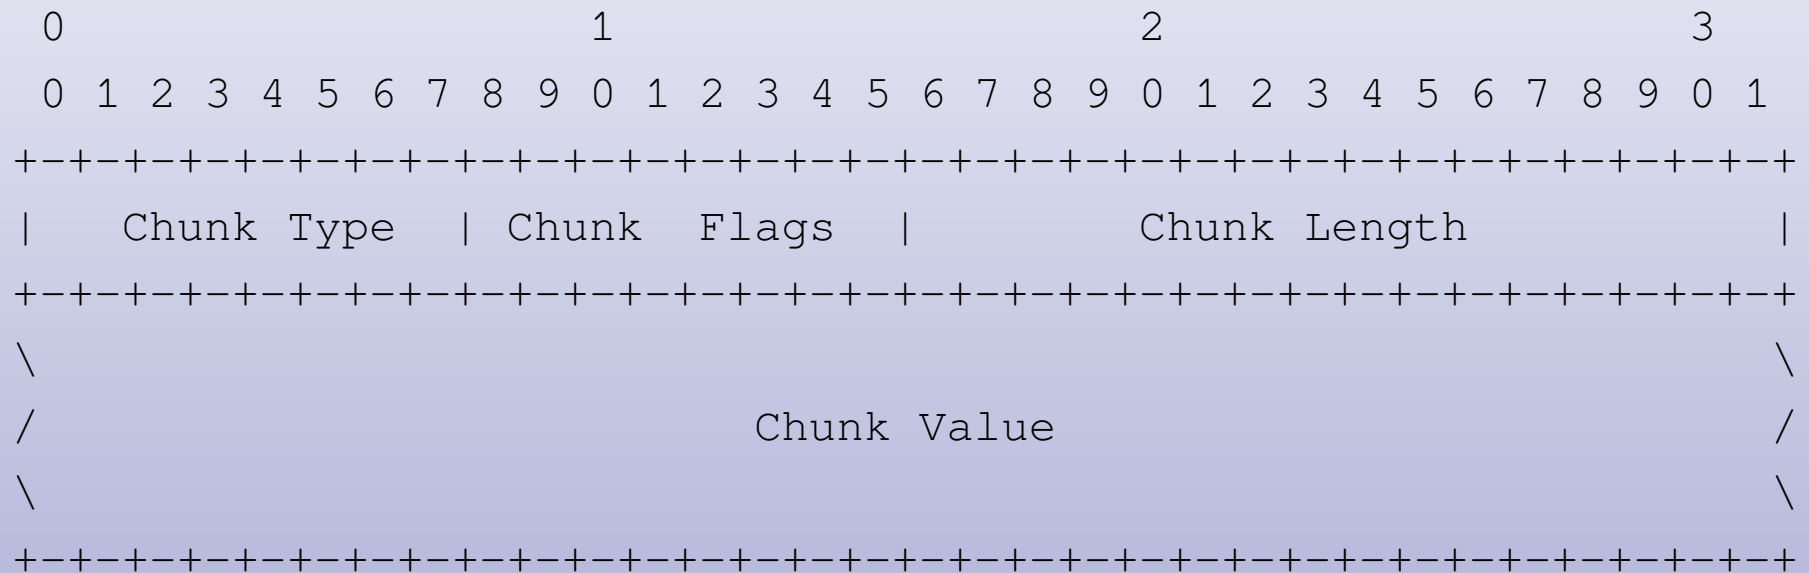 0                   1                   2                   3
 0 1 2 3 4 5 6 7 8 9 0 1 2 3 4 5 6 7 8 9 0 1 2 3 4 5 6 7 8 9 0 1
+-+-+-+-+-+-+-+-+-+-+-+-+-+-+-+-+-+-+-+-+-+-+-+-+-+-+-+-+-+-+-+-+
|   Chunk Type  | Chunk  Flags  |        Chunk Length           |
+-+-+-+-+-+-+-+-+-+-+-+-+-+-+-+-+-+-+-+-+-+-+-+-+-+-+-+-+-+-+-+-+
\                                                               \
/                          Chunk Value                          /
\                                                               \
+-+-+-+-+-+-+-+-+-+-+-+-+-+-+-+-+-+-+-+-+-+-+-+-+-+-+-+-+-+-+-+-+